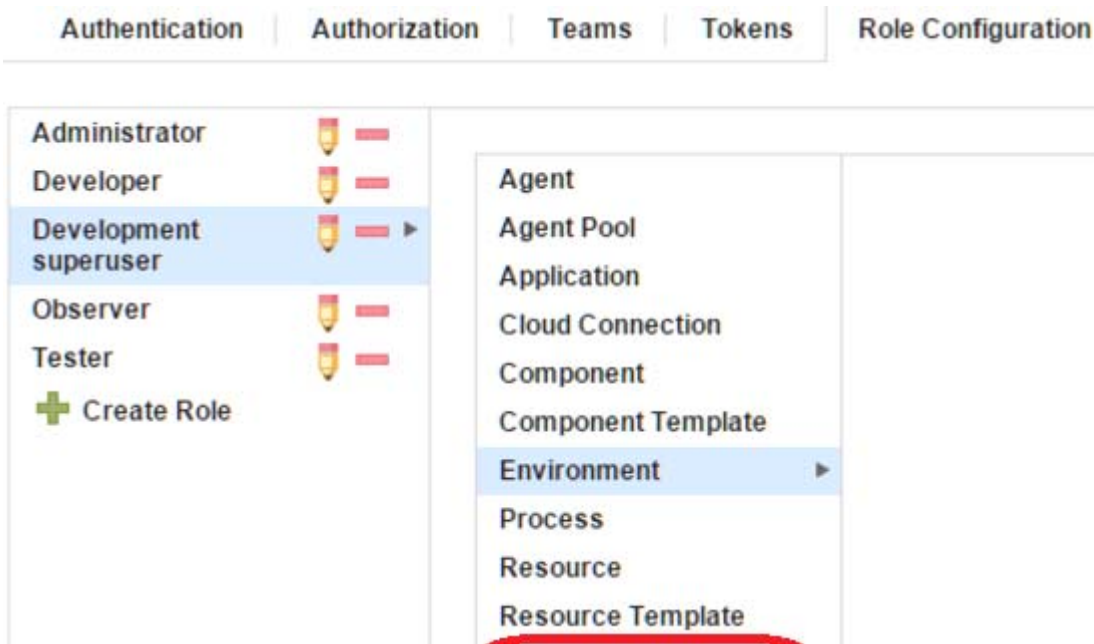 Authentication Authorization Teams Tokens Role Configuration
Administrator
Developer
Development
superuser
Observer
Tester
Create Role
Agent
Agent Pool
Application
Cloud Connection
Component
Component Template
Environment
Process
Resource
Resource Template